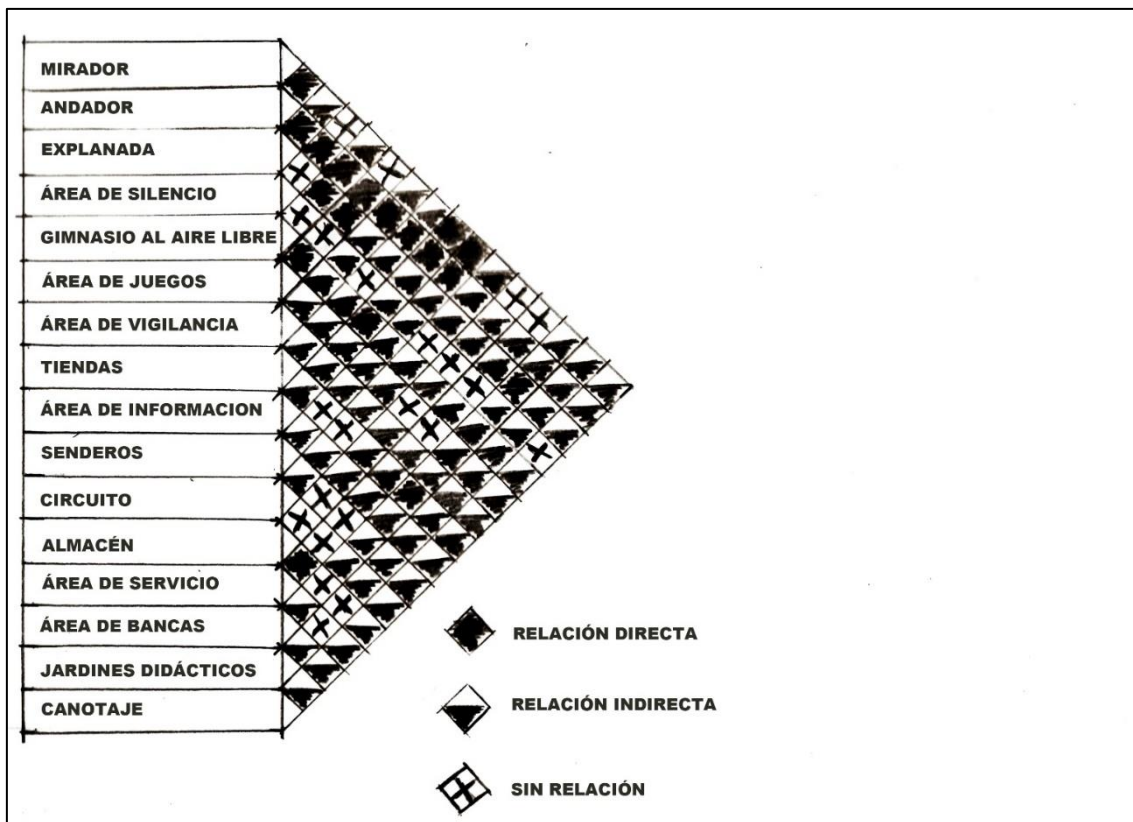 MIRADOR
ANDADOR
EXPLANADA
ÁREA DE SILENCIO
GIMNASIO AL AIRE LIBRE
ÁREA DE JUEGOS
ÁREA DE VIGILANCIA
TIENDAS
ÁREA DE INFORMACION
SENDEROS
CIRCUITO
ALMACÉN
ÁREA DE SERVICIO
ÁREA DE BANCAS
JARDINES DIDÁCTICOS
CANOTAJE
RELACIÓN DIRECTA
RELACIÓN INDIRECTA
SIN RELACIÓN